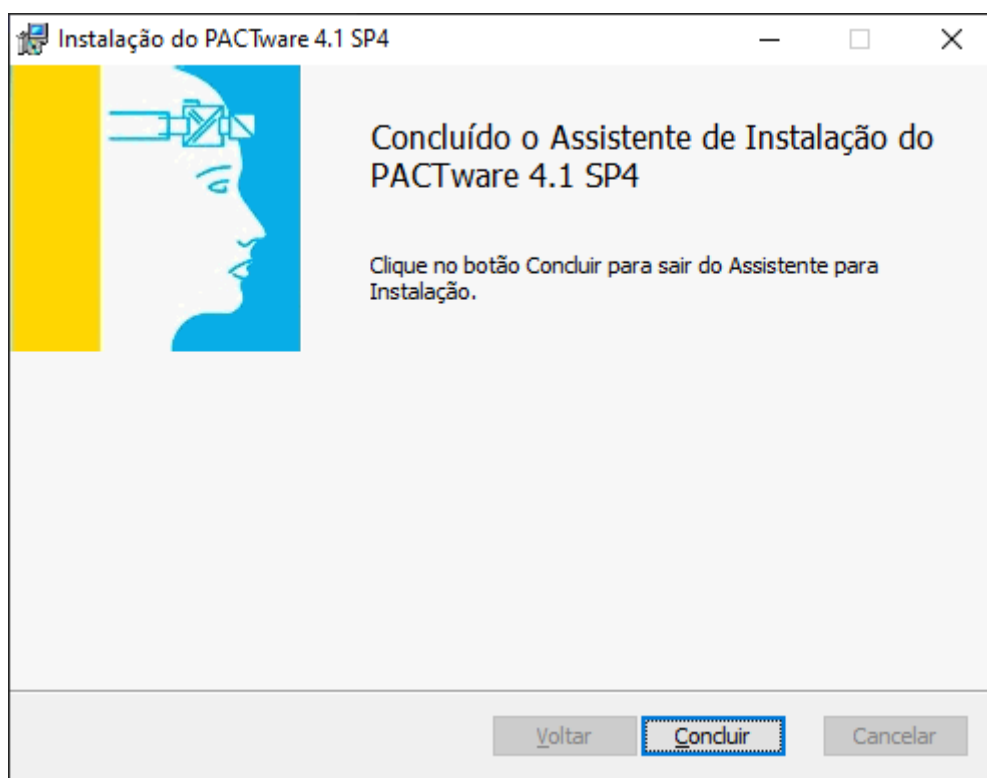 Instalação do PACTware 4.1 SP4
Concluído o Assistente de Instalação do
PACTware 4.1 SP4
Clique no botão Concluir para sair do Assistente para
Instalação.
Voltar
Concluir
Cancelar